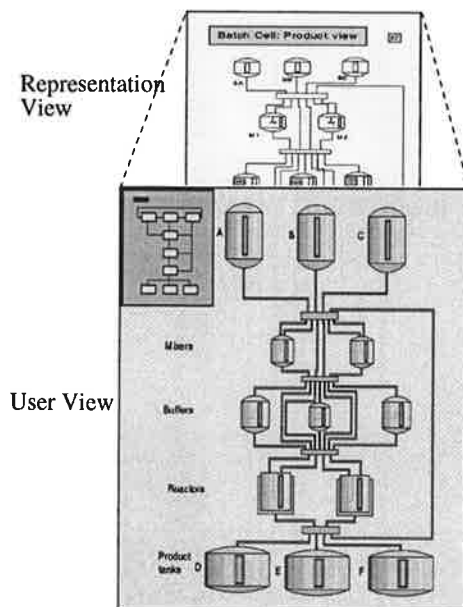 Batch Cell: Product view
Representation
View
A
B
C
Mixers
User View
Buffers
Reactors
Product
tanks D
E
F